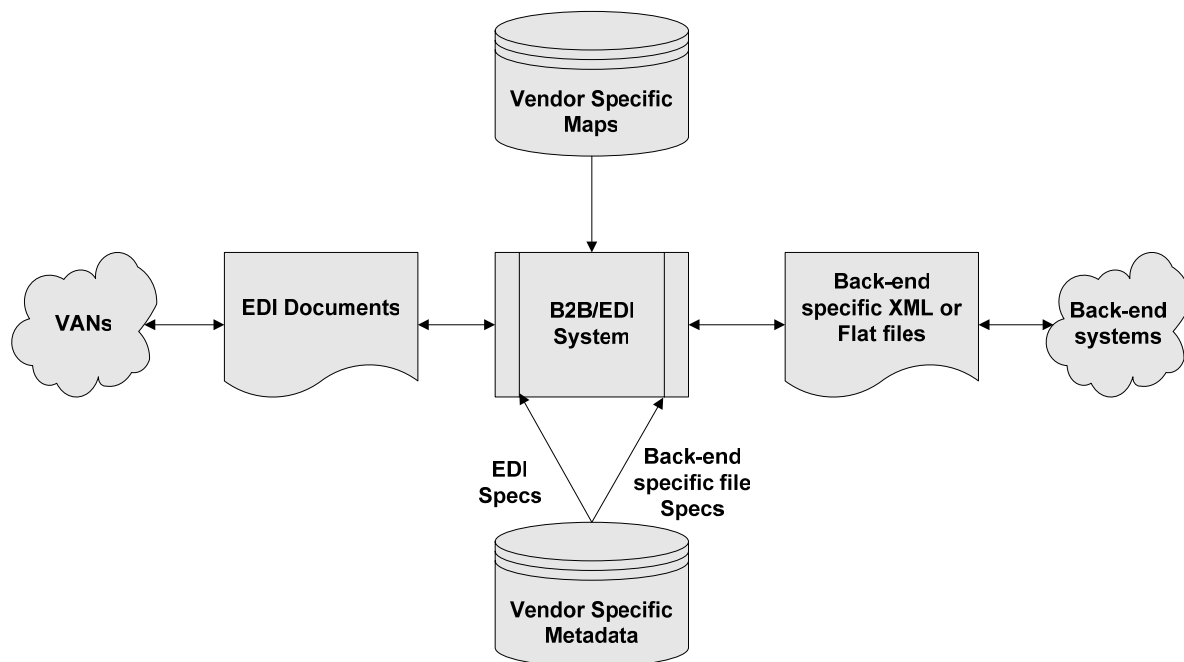 Vendor Specific
Maps
VANs
EDI Documents
B2B/EDI
System
Back-end
specific XML or
Flat files
Back-end
systems
EDI
Specs
Back-end
specific file
Specs
Vendor Specific
Metadata